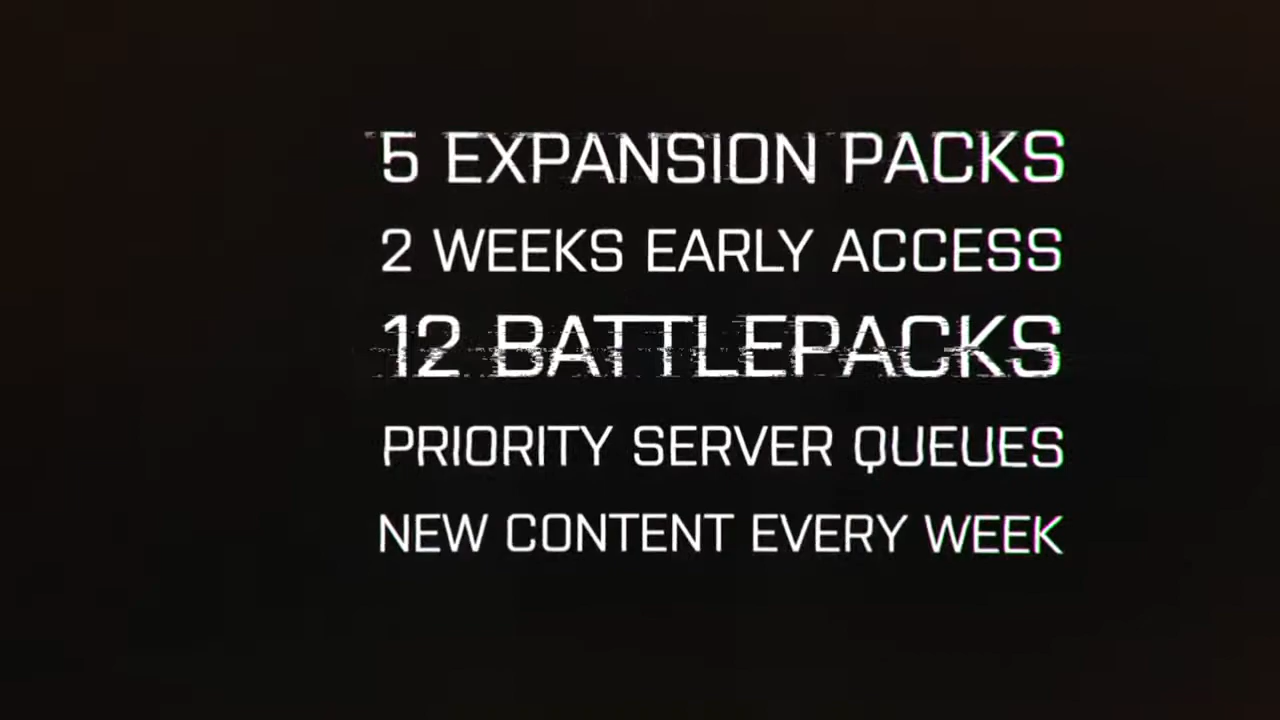 5 EXPANSION PACKS
2 WEEKS EARLY ACCESS
12 BATTLEPACKS
PRIORITY SERVER QUEUES
NEW CONTENT EVERY WEEK